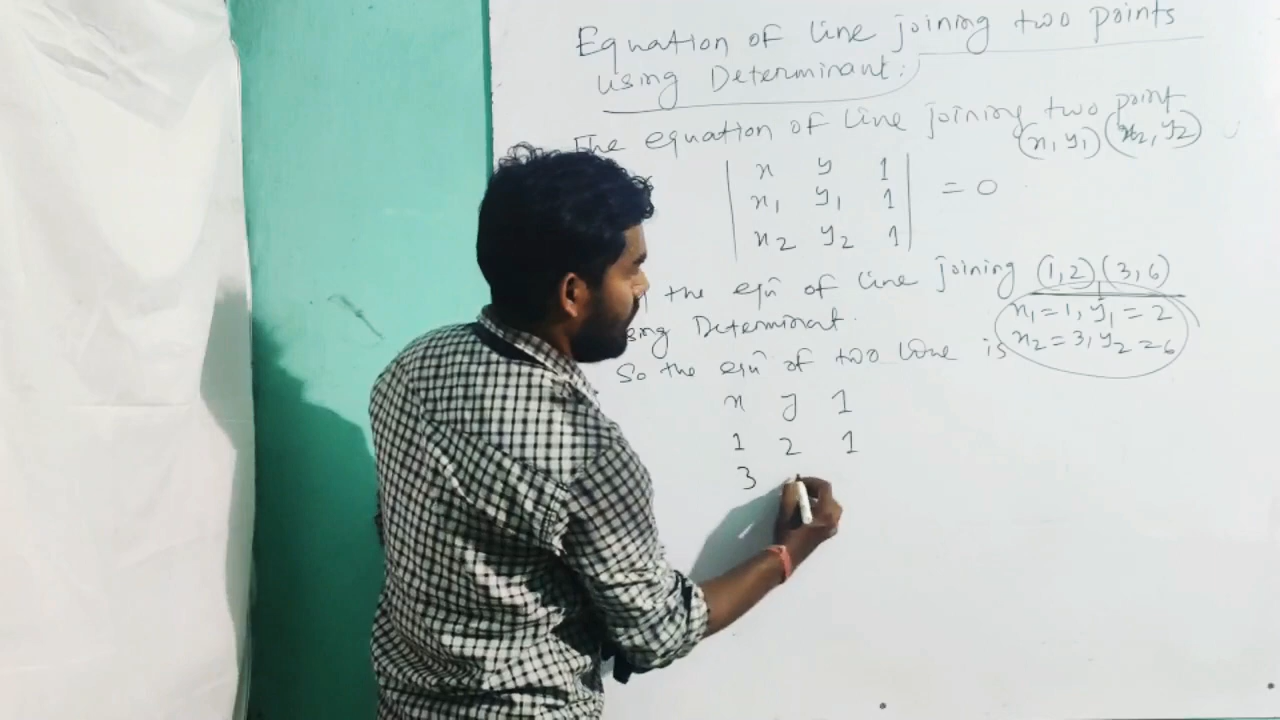 Equation of line joining two points
using Determinant:
The equation of line joining two point
(x1, y1) (x2, y2)
x y 1
x1 y1 1 = 0
x2 y2 1
the eqn of line joining (1,2), (3,6)
Determinant.
x1 = 1, y1 = 2
x2 = 3, y2 = 6
So the eqn of two line is
x y 1
1 2 1
3